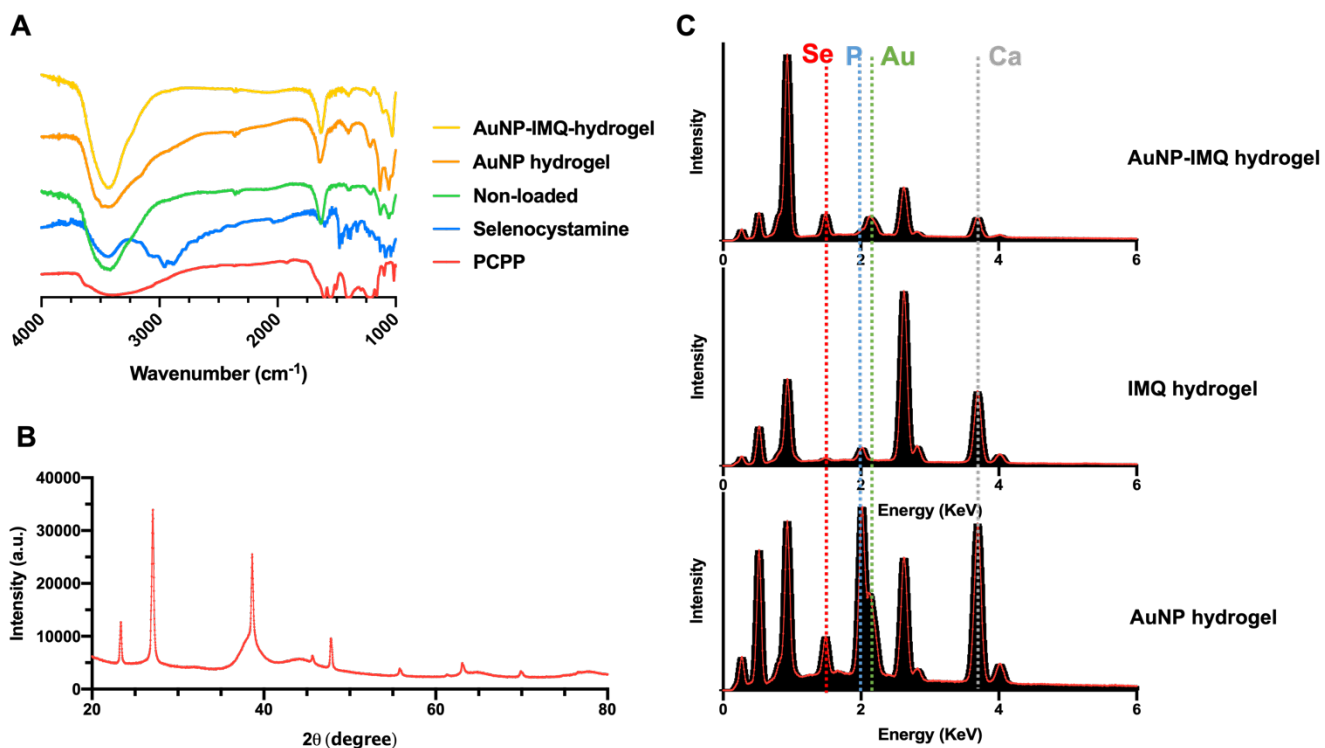 A
AuNP-IMQ-hydrogel
AuNP hydrogel
Non-loaded
Selenocystamine
PCPP
4000
3000
2000
1000
Wavenumber (cm⁻¹)
B
40000
30000
20000
10000
0
Intensity (a.u.)
20
40
60
80
2θ (degree)
C
Se
P
Au
Ca
Intensity
AuNP-IMQ hydrogel
0
2
4
6
Intensity
IMQ hydrogel
0
2
4
6
Energy (KeV)
Intensity
AuNP hydrogel
0
2
4
6
Energy (KeV)